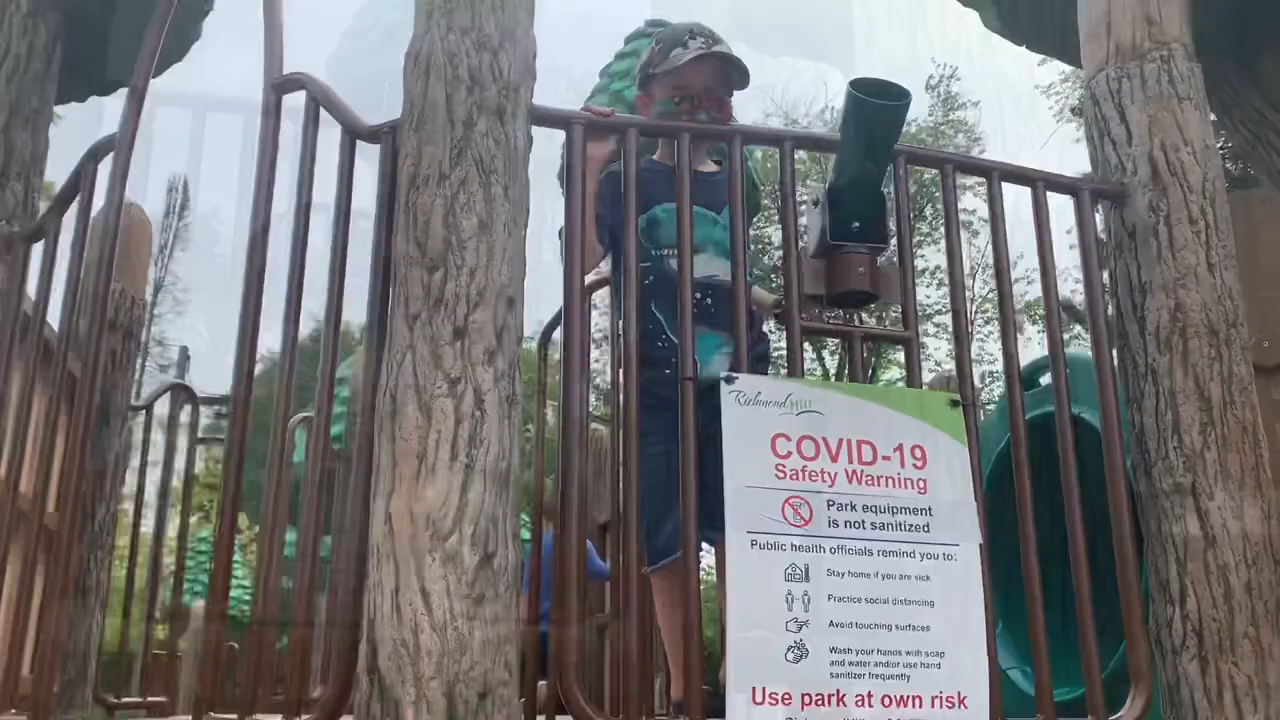 Richmond Hill
COVID-19
Safety Warning
Park equipment
is not sanitized
Public health officials remind you to:
Stay home if you are sick
Practice social distancing
Avoid touching surfaces
Wash your hands with soap
and water and/or use hand
sanitizer frequently
Use park at own risk